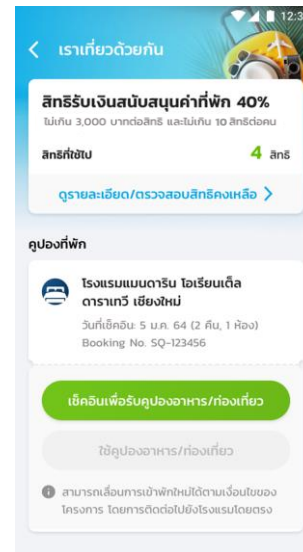 12:3
เราเที่ยวด้วยกัน
สิทธิรับเงินสนับสนุนค่าที่พัก 40%
ไม่เกิน 3,000 บาทต่อสิทธิ และไม่เกิน 10 สิทธิต่อคน
สิทธิที่ใช้ไป 4 สิทธิ
ดูรายละเอียด/ตรวจสอบสิทธิคงเหลือ
คูปองที่พัก
โรงแรมแมนดาริน โอเรียนเต็ล
ดาราเทวี เชียงใหม่
วันที่เช็คอิน: 5 ม.ค. 64 (2 คืน, 1 ห้อง)
Booking No. SQ-123456
เช็คอินเพื่อรับคูปองอาหาร/ท่องเที่ยว
ใช้คูปองอาหาร/ท่องเที่ยว
สามารถเลื่อนการเข้าพักใหม่ได้ตามเงื่อนไขของ
โครงการ โดยการติดต่อไปยังโรงแรมโดยตรง